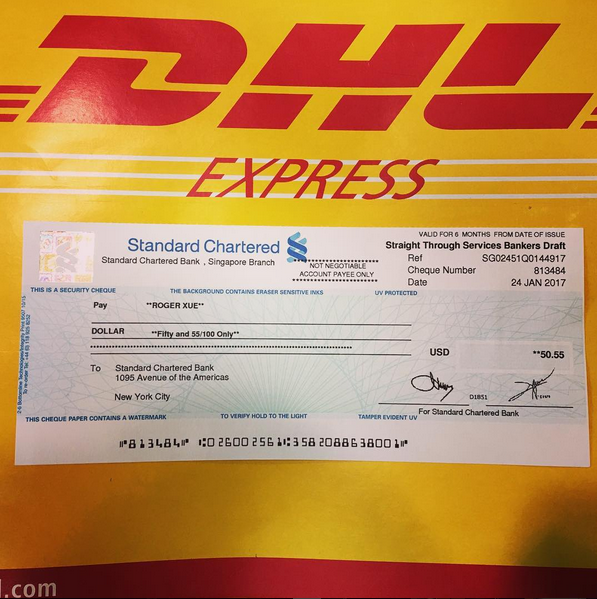 DHL
EXPRESS
VALID FOR 6 MONTHS FROM DATE OF ISSUE
Standard Chartered
Straight Through Services Bankers Draft
Standard Chartered Bank , Singapore Branch
NOT NEGOTIABLE
ACCOUNT PAYEE ONLY
Ref SG02451Q0144917
Cheque Number 813484
Date 24 JAN 2017
THIS IS A SECURITY CHEQUE THE BACKGROUND CONTAINS ERASER SENSITIVE INKS UV PROTECTED
Pay **ROGER XUE**
DOLLAR **Fifty and 55/100 Only**
USD **50.55
To Standard Chartered Bank
1095 Avenue of the Americas
New York City
D1B51
For Standard Chartered Bank
THIS CHEQUE PAPER CONTAINS A WATERMARK TO VERIFY HOLD TO THE LIGHT TAMPER EVIDENT UV
⑈813484⑈ ⑆026002561⑆3582088638001⑈
l.com